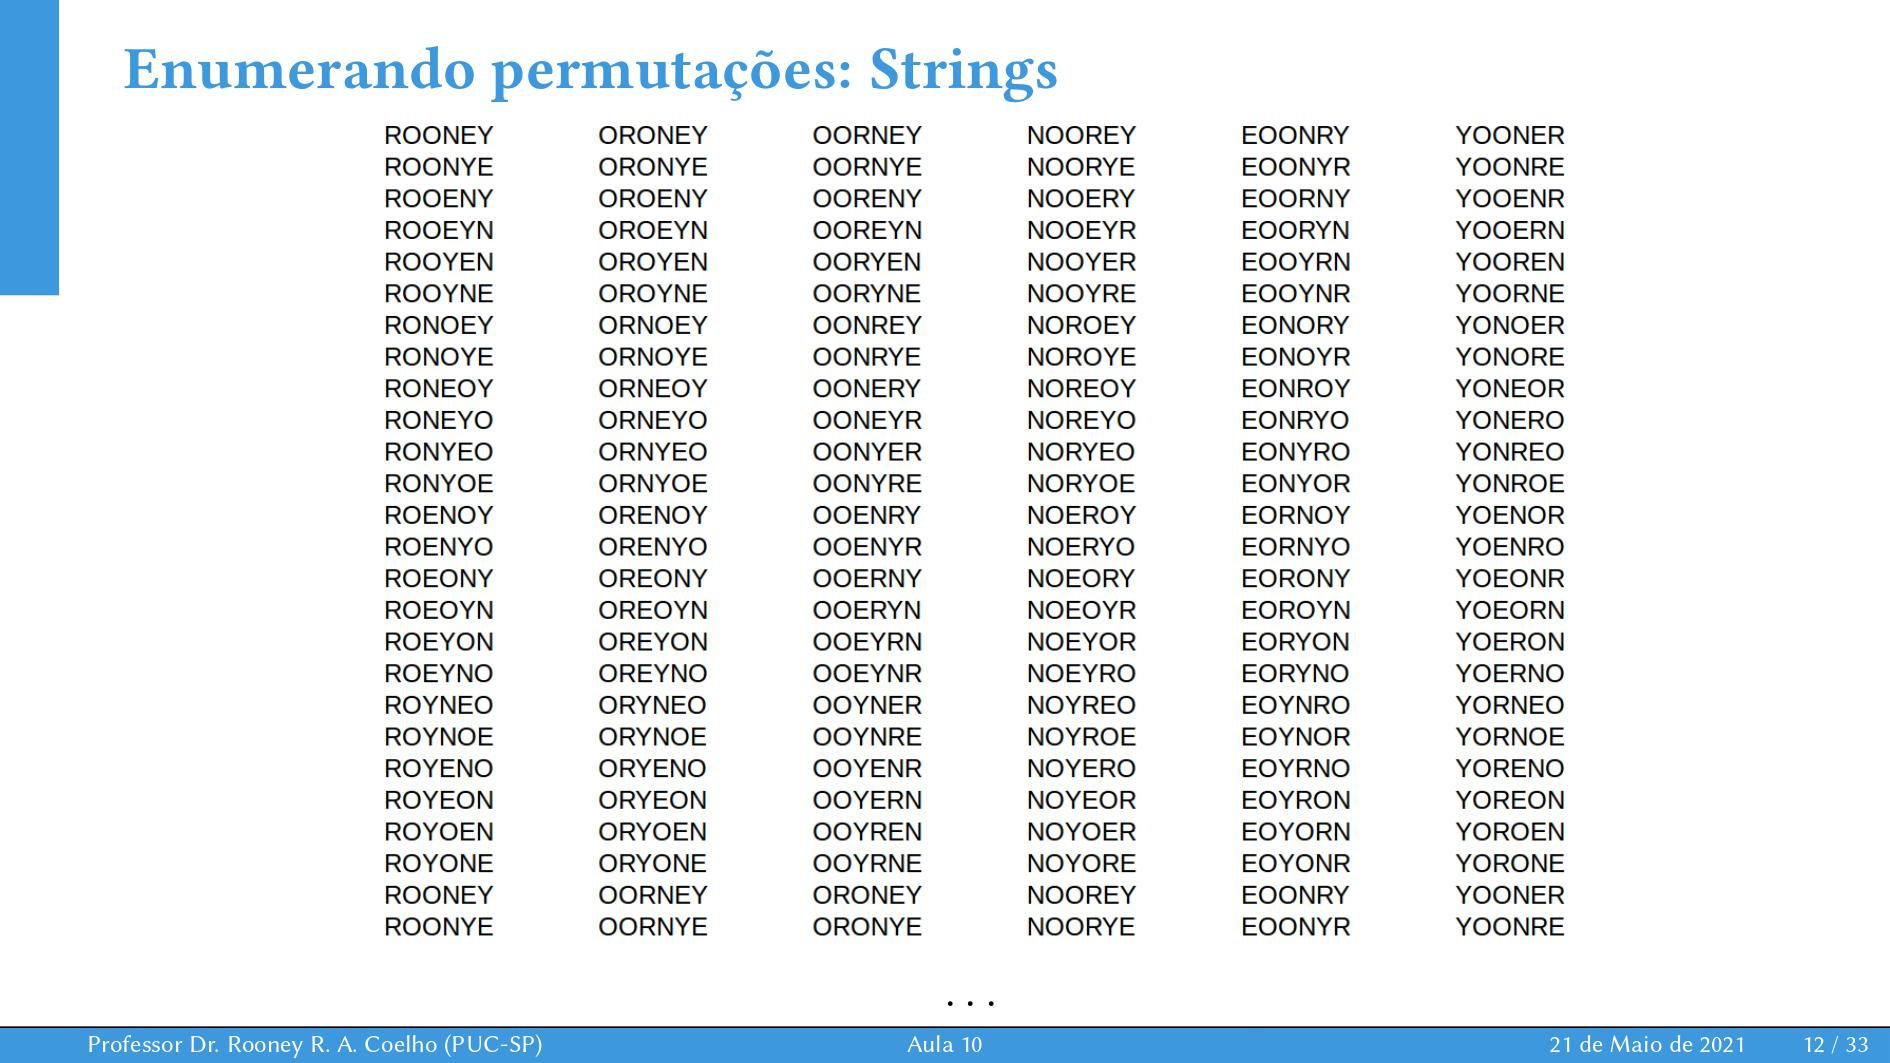 Enumerando permutações: Strings
ROONEY ORONEY OORNEY NOOREY EOONRY YOONER
ROONYE ORONYE OORNYE NOORYE EOONYR YOONRE
ROOENY OROENY OORENY NOOERY EOORNY YOOENR
ROOEYN OROEYN OOREYN NOOEYR EOORYN YOOERN
ROOYEN OROYEN OORYEN NOOYER EOOYRN YOOREN
ROOYNE OROYNE OORYNE NOOYRE EOOYNR YOORNE
RONOEY ORNOEY OONREY NOROEY EONORY YONOER
RONOYE ORNOYE OONRYE NOROYE EONOYR YONORE
RONEOY ORNEOY OONERY NOREOY EONROY YONEOR
RONEYO ORNEYO OONEYR NOREYO EONRYO YONERO
RONYEO ORNYEO OONYER NORYEO EONYRO YONREO
RONYOE ORNYOE OONYRE NORYOE EONYOR YONROE
ROENOY ORENOY OOENRY NOEROY EORNOY YOENOR
ROENYO ORENYO OOENYR NOERYO EORNYO YOENRO
ROEONY OREONY OOERNY NOEORY EORONY YOEONR
ROEOYN OREOYN OOERYN NOEOYR EOROYN YOEORN
ROEYON OREYON OOEYRN NOEYOR EORYON YOERON
ROEYNO OREYNO OOEYNR NOEYRO EORYNO YOERNO
ROYNEO ORYNEO OOYNER NOYREO EOYNRO YORNEO
ROYNOE ORYNOE OOYNRE NOYROE EOYNOR YORNOE
ROYENO ORYENO OOYENR NOYERO EOYRNO YORENO
ROYEON ORYEON OOYERN NOYEOR EOYRON YOREON
ROYOEN ORYOEN OOYREN NOYOER EOYORN YOROEN
ROYONE ORYONE OOYRNE NOYORE EOYONR YORONE
ROONEY OORNEY ORONEY NOOREY EOONRY YOONER
ROONYE OORNYE ORONYE NOORYE EOONYR YOONRE
. . .
Professor Dr. Rooney R. A. Coelho (PUC-SP) Aula 10 21 de Maio de 2021 12 / 33